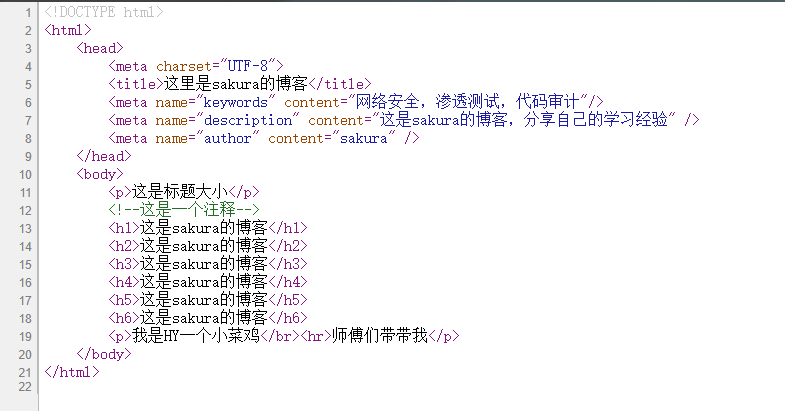 1 <!DOCTYPE html>
2 <html>
3     <head>
4         <meta charset="UTF-8">
5         <title>这里是sakura的博客</title>
6         <meta name="keywords" content="网络安全，渗透测试，代码审计"/>
7         <meta name="description" content="这是sakura的博客，分享自己的学习经验" />
8         <meta name="author" content="sakura" />
9     </head>
10     <body>
11         <p>这是标题大小</p>
12         <!--这是一个注释-->
13         <h1>这是sakura的博客</h1>
14         <h2>这是sakura的博客</h2>
15         <h3>这是sakura的博客</h3>
16         <h4>这是sakura的博客</h4>
17         <h5>这是sakura的博客</h5>
18         <h6>这是sakura的博客</h6>
19         <p>我是HY一个小菜鸡</br><hr>师傅们带带我</p>
20     </body>
21 </html>
22